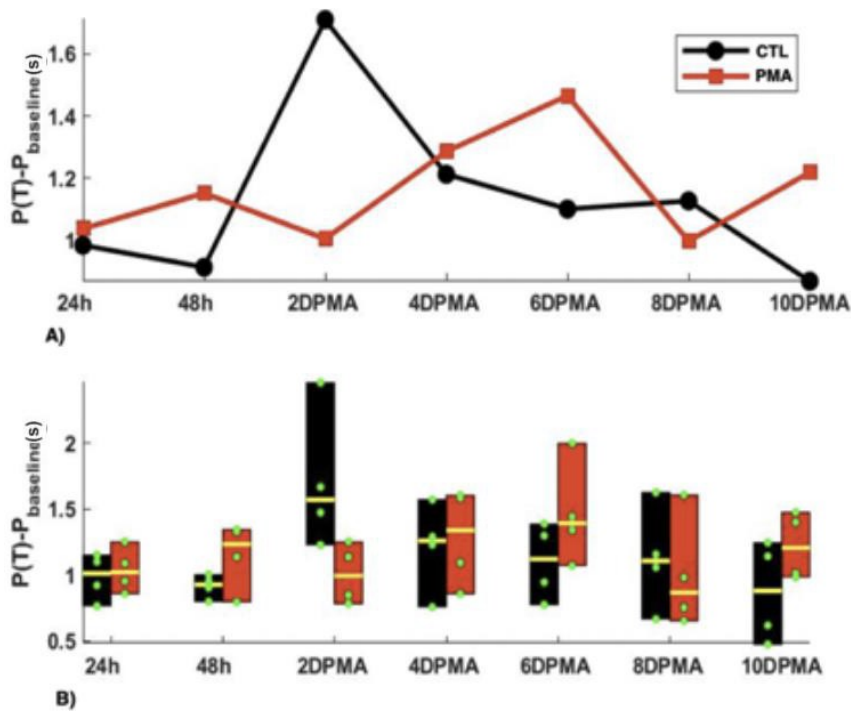 P(T)-P_baseline(s)
1.6
1.4
1.2
1
CTL
PMA
24h 48h 2DPMA 4DPMA 6DPMA 8DPMA 10DPMA
A)
P(T)-P_baseline(s)
2
1.5
1
0.5
24h 48h 2DPMA 4DPMA 6DPMA 8DPMA 10DPMA
B)